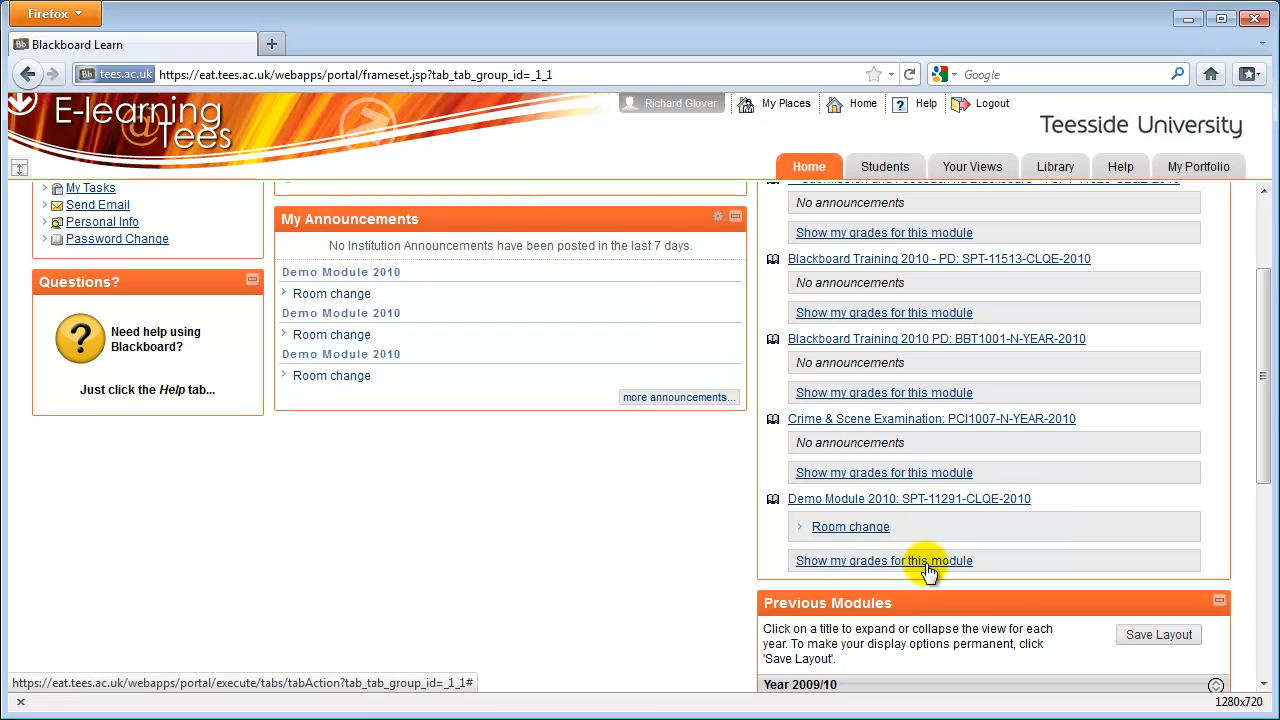 Firefox
Blackboard Learn
tees.ac.uk
https://eat.tees.ac.uk/webapps/portal/frameset.jsp?tab_tab_group_id=_1_1
Google
E-learning
@Tees
Richard Glover
My Places
Home
Help
Logout
Teesside University
Home
Students
Your Views
Library
Help
My Portfolio
My Tasks
Send Email
Personal Info
Password Change
Questions?
Need help using
Blackboard?
Just click the Help tab...
My Announcements
No Institution Announcements have been posted in the last 7 days.
Demo Module 2010
Room change
Demo Module 2010
Room change
Demo Module 2010
Room change
more announcements...
No announcements
Show my grades for this module
Blackboard Training 2010 - PD: SPT-11513-CLQE-2010
No announcements
Show my grades for this module
Blackboard Training 2010 PD: BBT1001-N-YEAR-2010
No announcements
Show my grades for this module
Crime & Scene Examination: PCI1007-N-YEAR-2010
No announcements
Show my grades for this module
Demo Module 2010: SPT-11291-CLQE-2010
Room change
Show my grades for this module
Previous Modules
Click on a title to expand or collapse the view for each
year. To make your display options permanent, click
'Save Layout'.
Save Layout
Year 2009/10
https://eat.tees.ac.uk/webapps/portal/execute/tabs/tabAction?tab_tab_group_id=_1_1#
x
1280x720